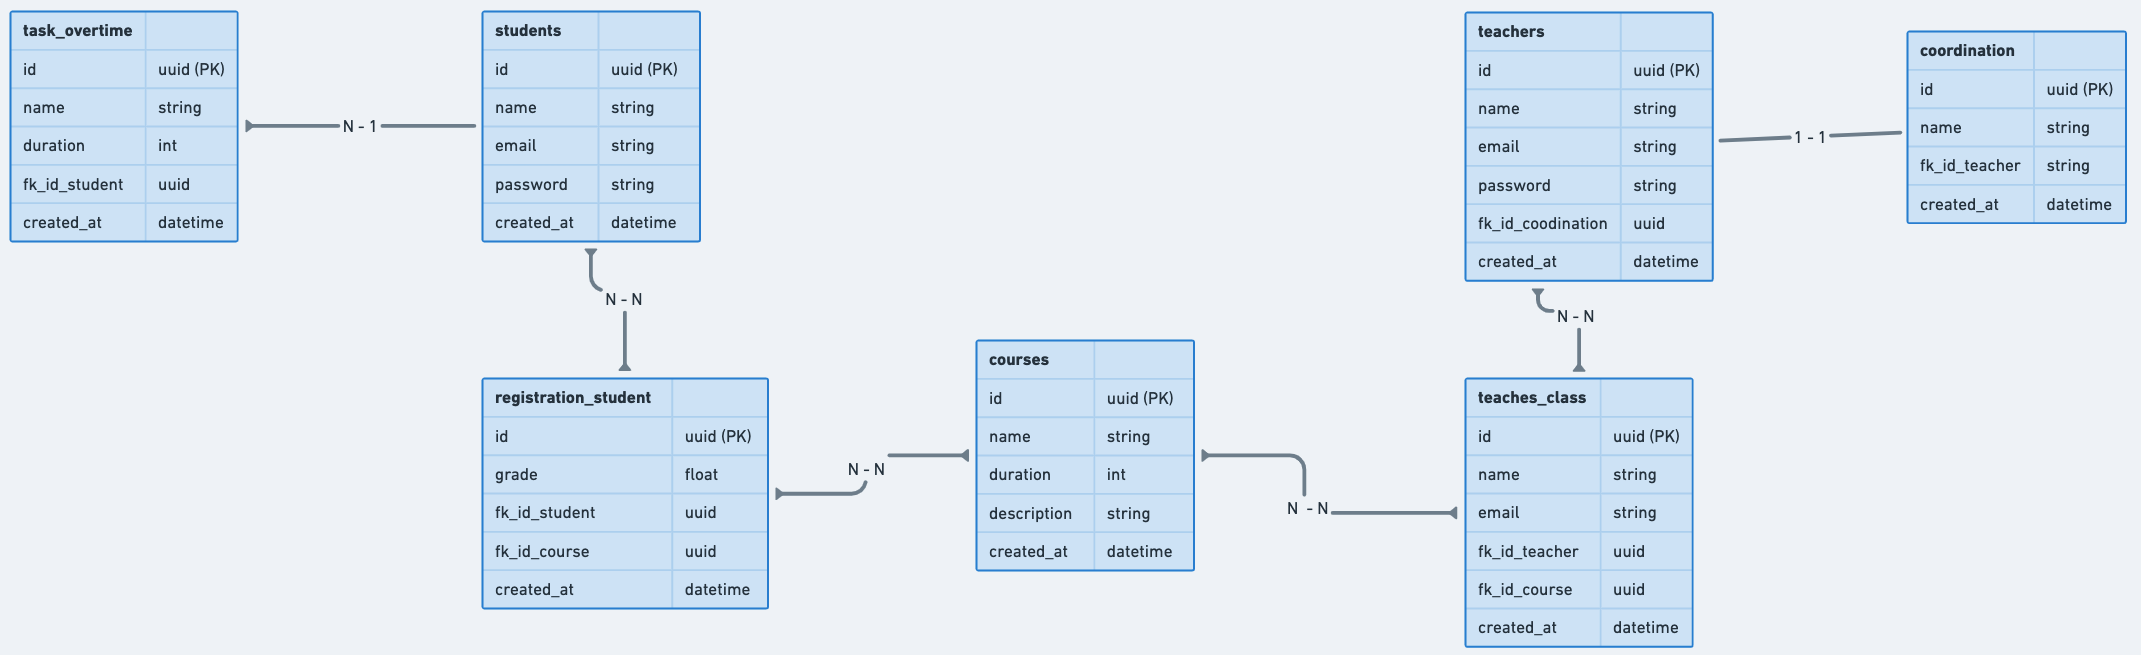 task_overtime
id uuid (PK)
name string
duration int
fk_id_student uuid
created_at datetime
N - 1
students
id uuid (PK)
name string
email string
password string
created_at datetime
N - N
registration_student
id uuid (PK)
grade float
fk_id_student uuid
fk_id_course uuid
created_at datetime
N - N
courses
id uuid (PK)
name string
duration int
description string
created_at datetime
N - N
teachers
id uuid (PK)
name string
email string
password string
fk_id_coodination uuid
created_at datetime
1 - 1
coordination
id uuid (PK)
name string
fk_id_teacher string
created_at datetime
N - N
teaches_class
id uuid (PK)
name string
email string
fk_id_teacher uuid
fk_id_course uuid
created_at datetime